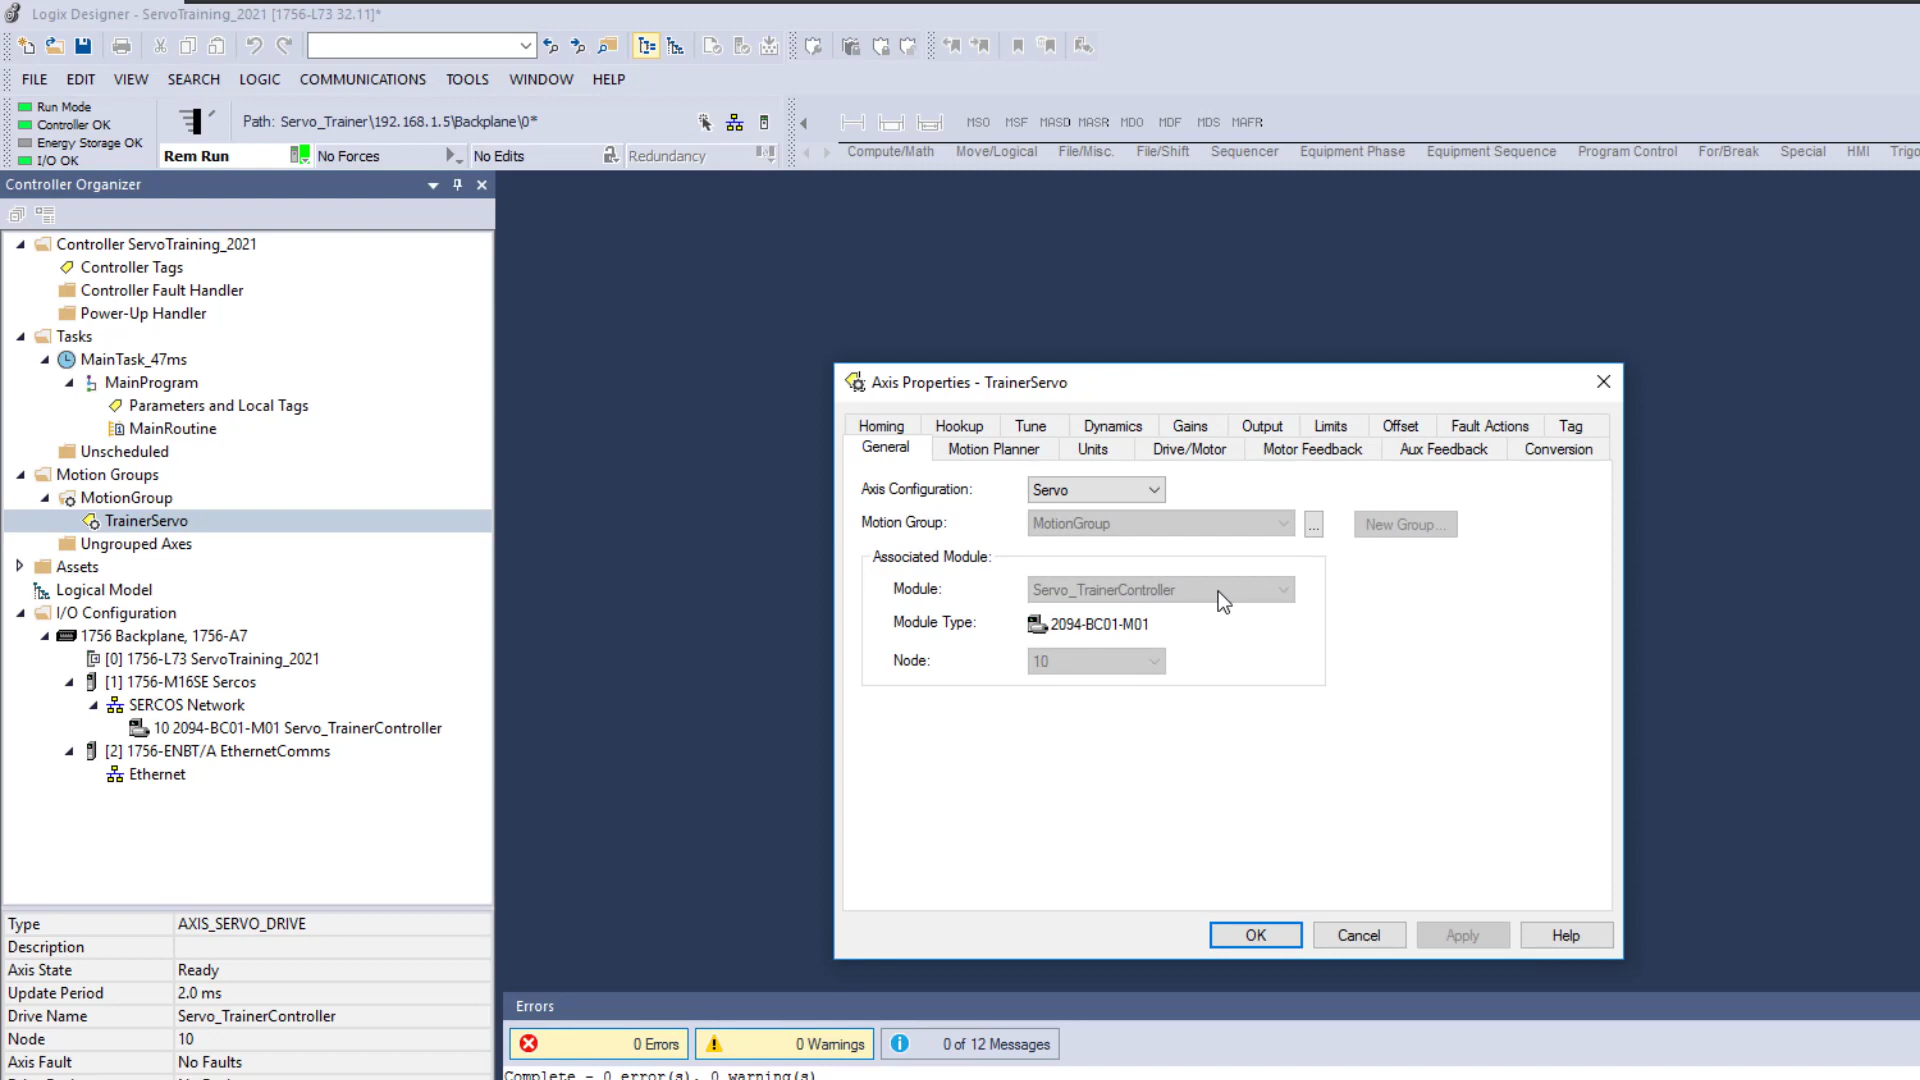 Logix Designer - ServoTraining_2021 [1756-L73 32.11]*
FILE EDIT VIEW SEARCH LOGIC COMMUNICATIONS TOOLS WINDOW HELP
Run Mode
Controller OK
Energy Storage OK
I/O OK
Path: Servo_Trainer\192.168.1.5\Backplane\0*
Rem Run No Forces No Edits Redundancy
MSO MSF MASD MASR MDO MDF MDS MAFR
Compute/Math Move/Logical File/Misc. File/Shift Sequencer Equipment Phase Equipment Sequence Program Control For/Break Special HMI Trigo
Controller Organizer
Controller ServoTraining_2021
Controller Tags
Controller Fault Handler
Power-Up Handler
Tasks
MainTask_47ms
MainProgram
Parameters and Local Tags
MainRoutine
Unscheduled
Motion Groups
MotionGroup
TrainerServo
Ungrouped Axes
Assets
Logical Model
I/O Configuration
1756 Backplane, 1756-A7
[0] 1756-L73 ServoTraining_2021
[1] 1756-M16SE Sercos
SERCOS Network
10 2094-BC01-M01 Servo_TrainerController
[2] 1756-ENBT/A EthernetComms
Ethernet
Type AXIS_SERVO_DRIVE
Description
Axis State Ready
Update Period 2.0 ms
Drive Name Servo_TrainerController
Node 10
Axis Fault No Faults
Axis Properties - TrainerServo
Homing Hookup Tune Dynamics Gains Output Limits Offset Fault Actions Tag
General Motion Planner Units Drive/Motor Motor Feedback Aux Feedback Conversion
Axis Configuration: Servo
Motion Group: MotionGroup ... New Group...
Associated Module:
Module: Servo_TrainerController
Module Type: 2094-BC01-M01
Node: 10
OK Cancel Apply Help
Errors
0 Errors 0 Warnings 0 of 12 Messages
Complete - 0 error(s), 0 warning(s)